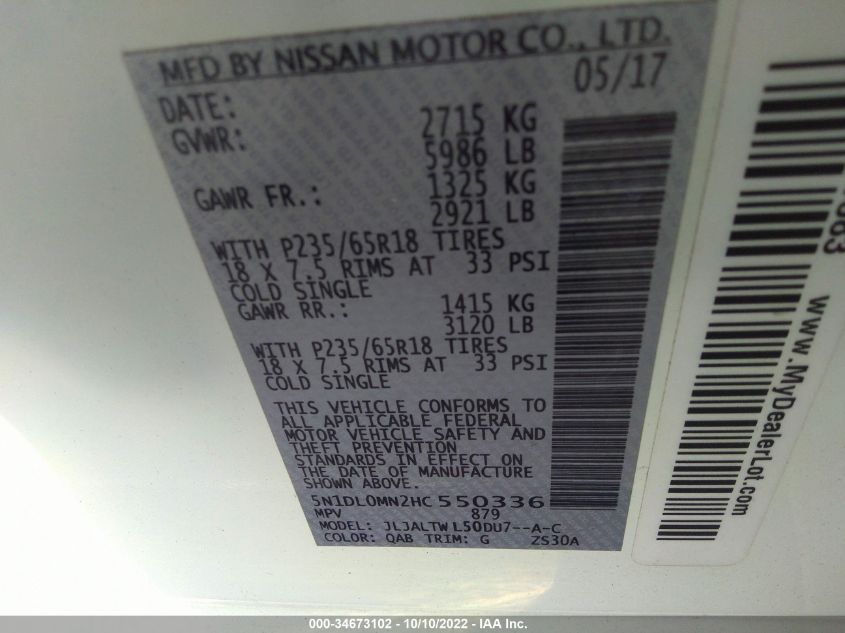 MFD BY NISSAN MOTOR CO., LTD.
DATE: 05/17
GVWR: 2715 KG
5986 LB
GAWR FR.: 1325 KG
2921 LB
WITH P235/65R18 TIRES
18 X 7.5 RIMS AT 33 PSI
COLD SINGLE
GAWR RR.: 1415 KG
3120 LB
WITH P235/65R18 TIRES
18 X 7.5 RIMS AT 33 PSI
COLD SINGLE
THIS VEHICLE CONFORMS TO
ALL APPLICABLE FEDERAL
MOTOR VEHICLE SAFETY AND
THEFT PREVENTION
STANDARDS IN EFFECT ON
THE DATE OF MANUFACTURE
SHOWN ABOVE.
5N1DL0MN2HC 550336
MPV 879
MODEL: JLJALTW L50DU7--A-C
COLOR: QAB TRIM: G ZS30A
www.MyDealerLot.com
000-34673102 - 10/10/2022 - IAA Inc.